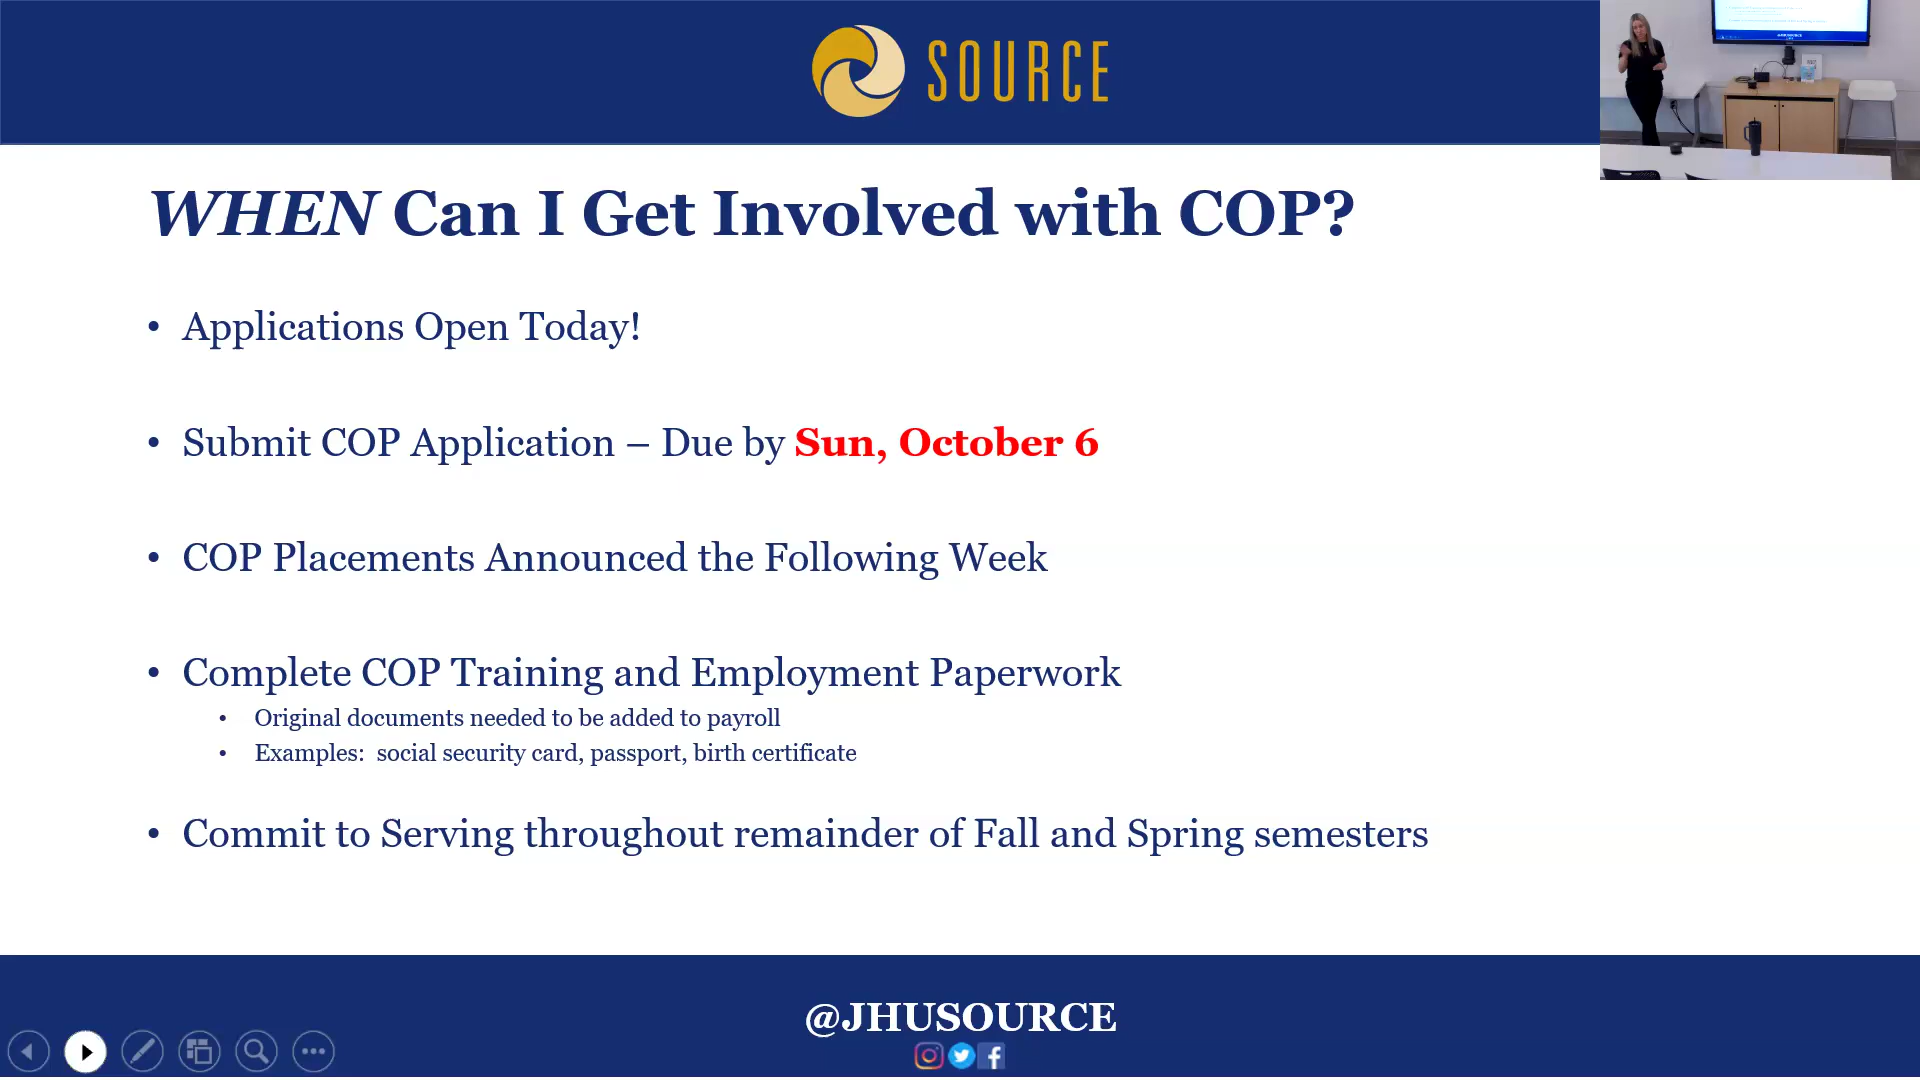 SOURCE
WHEN Can I Get Involved with COP?
• Applications Open Today!
• Submit COP Application – Due by Sun, October 6
• COP Placements Announced the Following Week
• Complete COP Training and Employment Paperwork
• Original documents needed to be added to payroll
• Examples:  social security card, passport, birth certificate
• Commit to Serving throughout remainder of Fall and Spring semesters
@JHUSOURCE